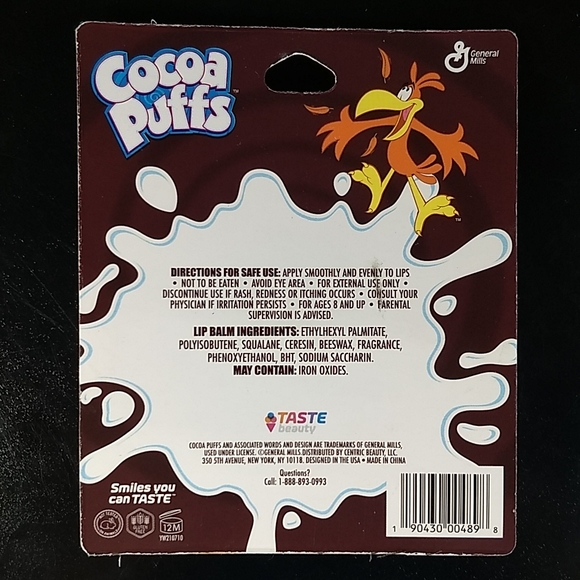 Cocoa
Puffs™
General
Mills
DIRECTIONS FOR SAFE USE: APPLY SMOOTHLY AND EVENLY TO LIPS
• NOT TO BE EATEN • AVOID EYE AREA • FOR EXTERNAL USE ONLY •
DISCONTINUE USE IF RASH, REDNESS OR ITCHING OCCURS • CONSULT YOUR
PHYSICIAN IF IRRITATION PERSISTS • FOR AGES 8 AND UP • PARENTAL
SUPERVISION IS ADVISED.
LIP BALM INGREDIENTS: ETHYLHEXYL PALMITATE,
POLYISOBUTENE, SQUALANE, CERESIN, BEESWAX, FRAGRANCE,
PHENOXYETHANOL, BHT, SODIUM SACCHARIN.
MAY CONTAIN: IRON OXIDES.
TASTE
beauty
COCOA PUFFS AND ASSOCIATED WORDS AND DESIGN ARE TRADEMARKS OF GENERAL MILLS,
USED UNDER LICENSE. ©GENERAL MILLS.DISTRIBUTED BY CENTRIC BEAUTY, LLC.
350 5TH AVENUE, NEW YORK, NY 10118. DESIGNED IN THE USA • MADE IN CHINA
Questions?
Call: 1-888-893-0993
Smiles you
can TASTE™
GLUTEN
FREE
12M
YW210710
1 90430 00489 8